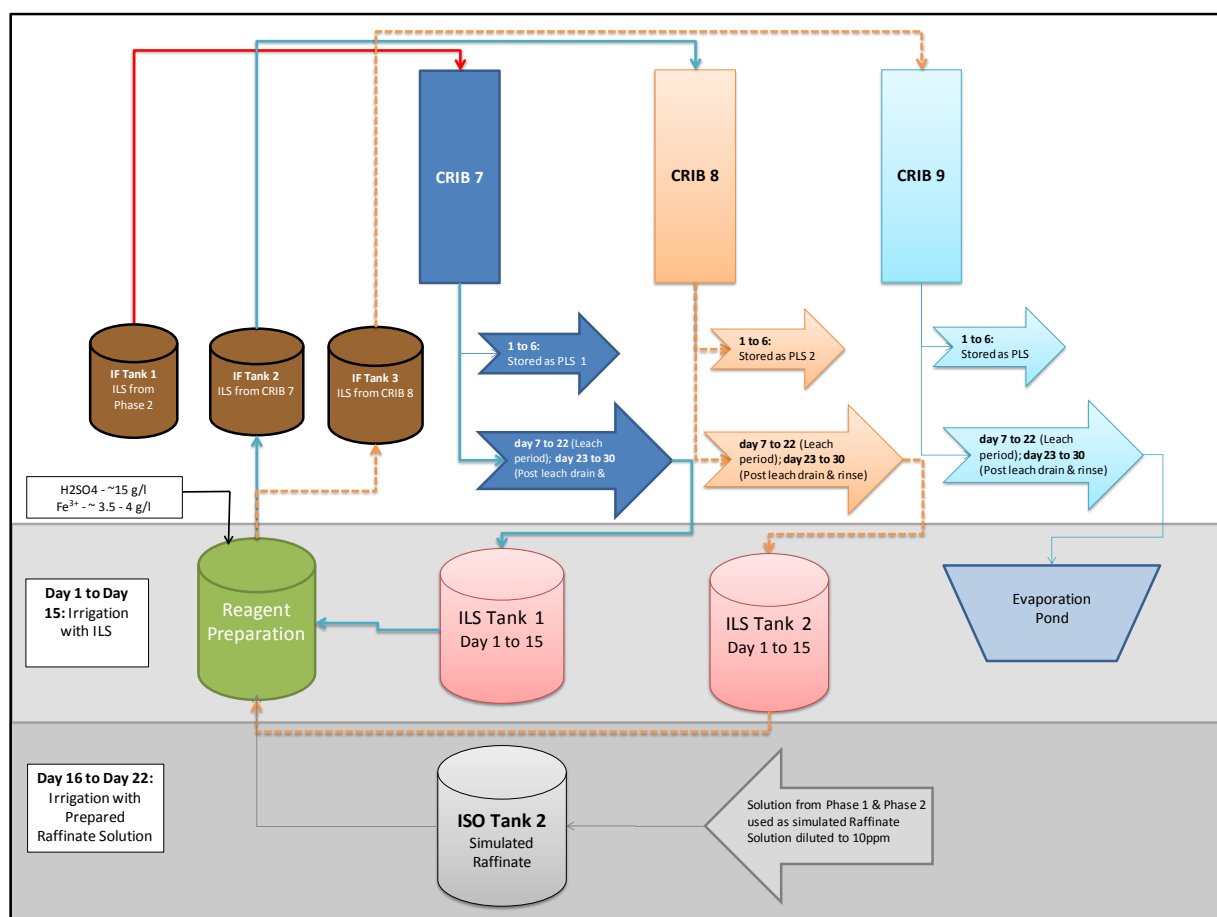 CRIB 7
CRIB 8
CRIB 9
IF Tank 1
ILS from
Phase 2
IF Tank 2
ILS from CRIB 7
IF Tank 3
ILS from CRIB 8
1 to 6:
Stored as PLS 1
1 to 6:
Stored as PLS 2
1 to 6:
Stored as PLS
day 7 to 22 (Leach
period); day 23 to 30
(Post leach drain &
day 7 to 22 (Leach
period); day 23 to 30
(Post leach drain & rinse)
day 7 to 22 (Leach
period); day 23 to 30
(Post leach drain & rinse)
H2SO4 - ~15 g/l
Fe³⁺ - ~ 3.5 - 4 g/l
Day 1 to Day
15: Irrigation
with ILS
Reagent
Preparation
ILS Tank 1
Day 1 to 15
ILS Tank 2
Day 1 to 15
Evaporation
Pond
Day 16 to Day 22:
Irrigation with
Prepared
Raffinate Solution
ISO Tank 2
Simulated
Raffinate
Solution from Phase 1 & Phase 2
used as simulated Raffinate
Solution diluted to 10ppm